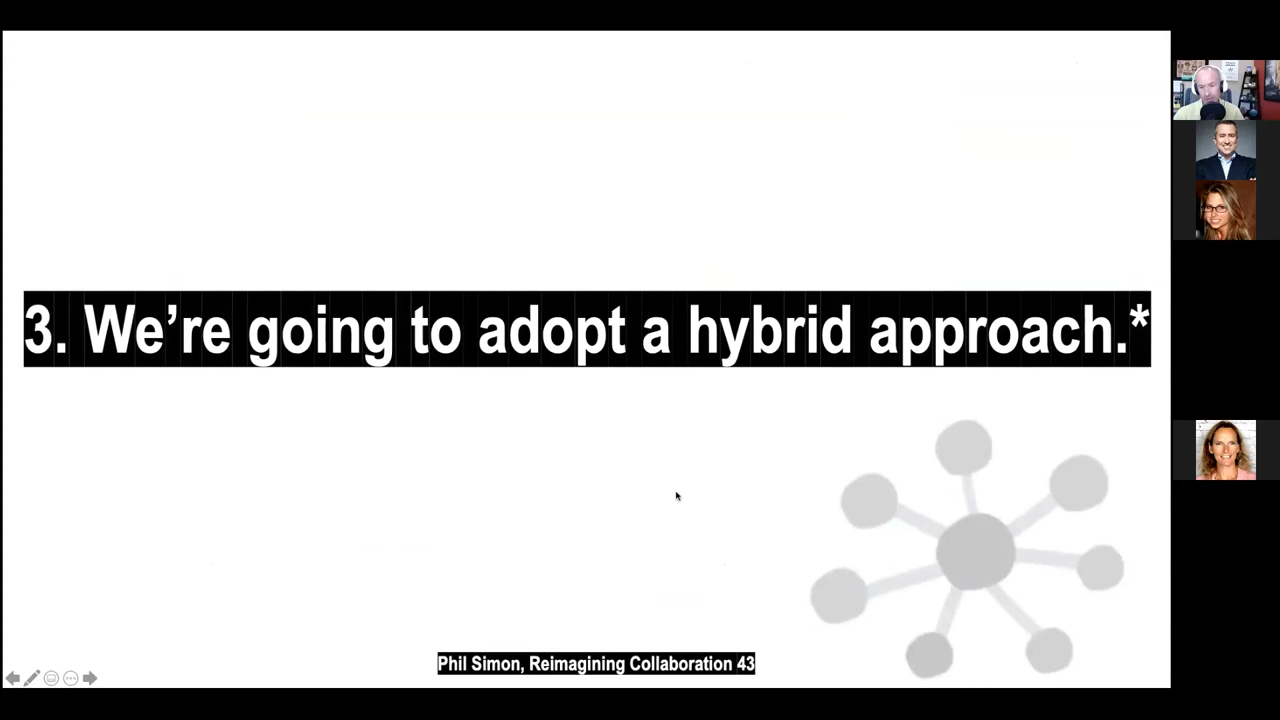 3. We’re going to adopt a hybrid approach.*
Phil Simon, Reimagining Collaboration 43